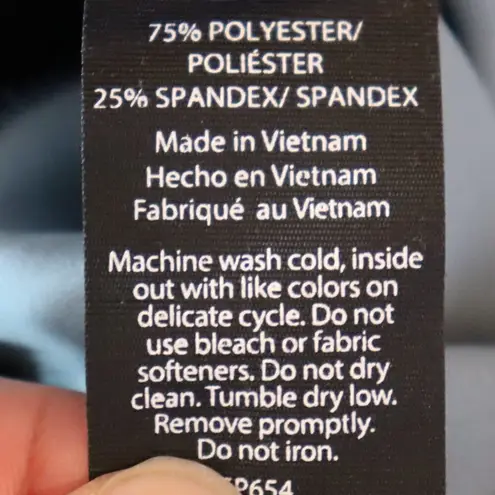 75% POLYESTER/
POLIÉSTER
25% SPANDEX/ SPANDEX
Made in Vietnam
Hecho en Vietnam
Fabriqué au Vietnam
Machine wash cold, inside
out with like colors on
delicate cycle. Do not
use bleach or fabric
softeners. Do not dry
clean. Tumble dry low.
Remove promptly.
Do not iron.